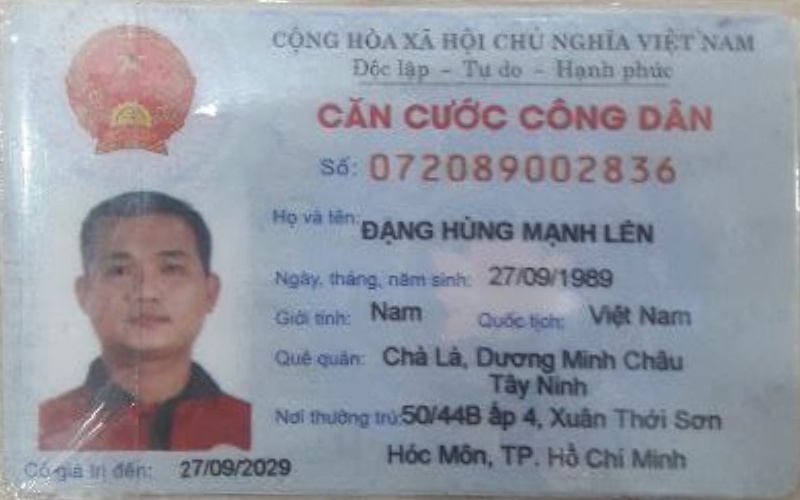 CỘNG HÒA XÃ HỘI CHỦ NGHĨA VIỆT NAM
Độc lập – Tự do – Hạnh phúc
CĂN CƯỚC CÔNG DÂN
Số: 072089002836
Họ và tên: ĐẶNG HÙNG MẠNH LÊN
Ngày, tháng, năm sinh: 27/09/1989
Giới tính: Nam Quốc tịch: Việt Nam
Quê quán: Chà Là, Dương Minh Châu
Tây Ninh
Nơi thường trú: 50/44B ấp 4, Xuân Thới Sơn
Hóc Môn, TP. Hồ Chí Minh
Có giá trị đến: 27/09/2029